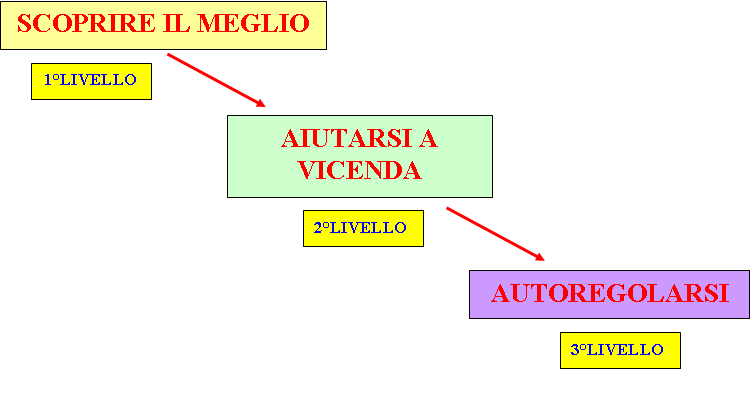 SCOPRIRE IL MEGLIO
1°LIVELLO
AIUTARSI A
VICENDA
2°LIVELLO
AUTOREGOLARSI
3°LIVELLO